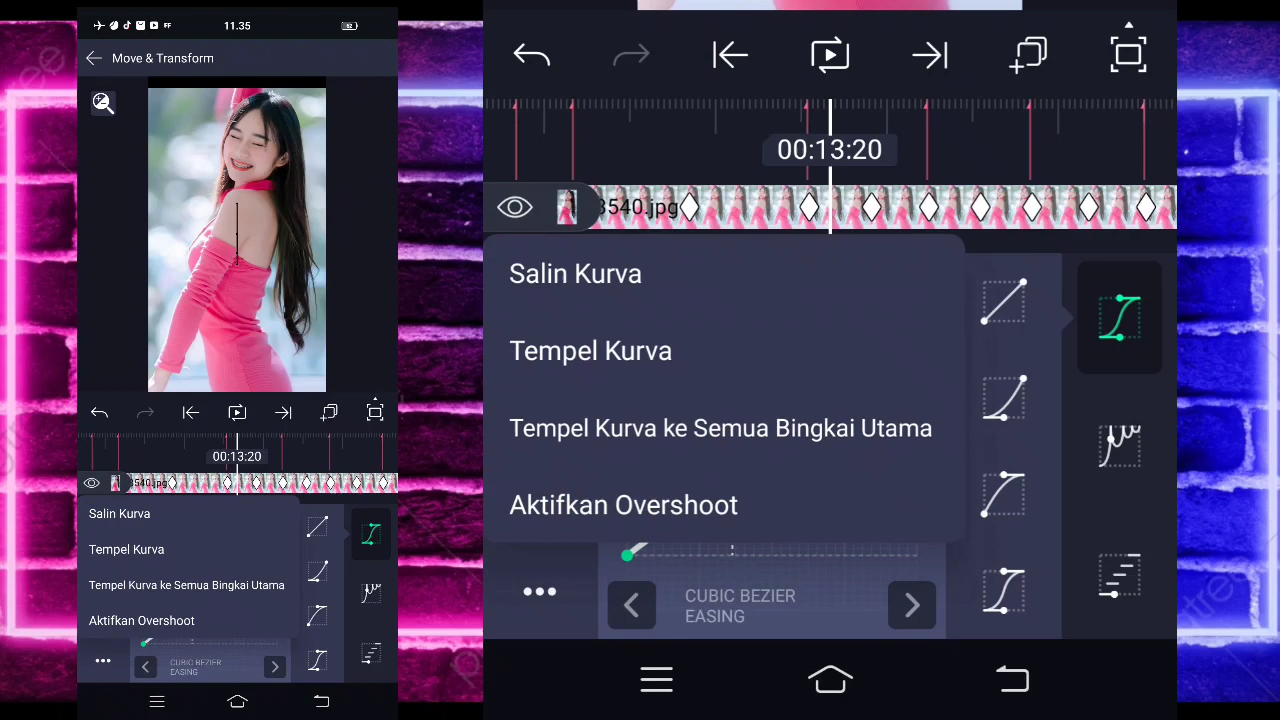 11.35
62
Move & Transform
00:13:20
3540.jpg
Salin Kurva
Tempel Kurva
Tempel Kurva ke Semua Bingkai Utama
Aktifkan Overshoot
CUBIC BEZIER
EASING
00:13:20
3540.jpg
Salin Kurva
Tempel Kurva
Tempel Kurva ke Semua Bingkai Utama
Aktifkan Overshoot
CUBIC BEZIER
EASING